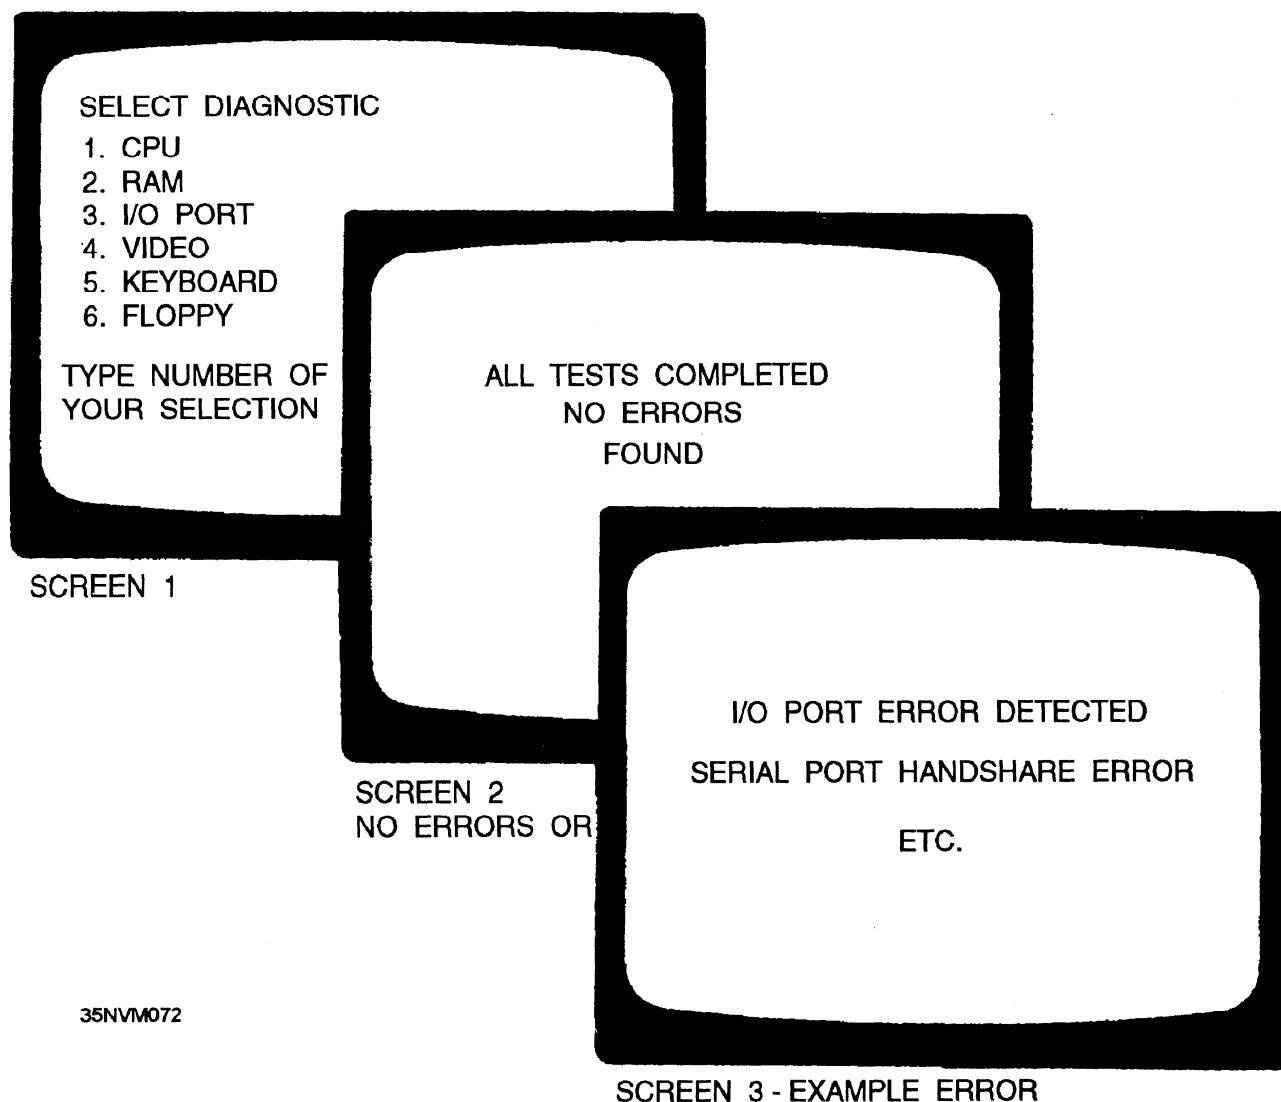 SELECT DIAGNOSTIC
1. CPU
2. RAM
3. I/O PORT
4. VIDEO
5. KEYBOARD
6. FLOPPY
TYPE NUMBER OF
YOUR SELECTION
SCREEN 1
ALL TESTS COMPLETED
NO ERRORS
FOUND
SCREEN 2
NO ERRORS OR
I/O PORT ERROR DETECTED
SERIAL PORT HANDSHARE ERROR
ETC.
SCREEN 3 - EXAMPLE ERROR
35NVM072